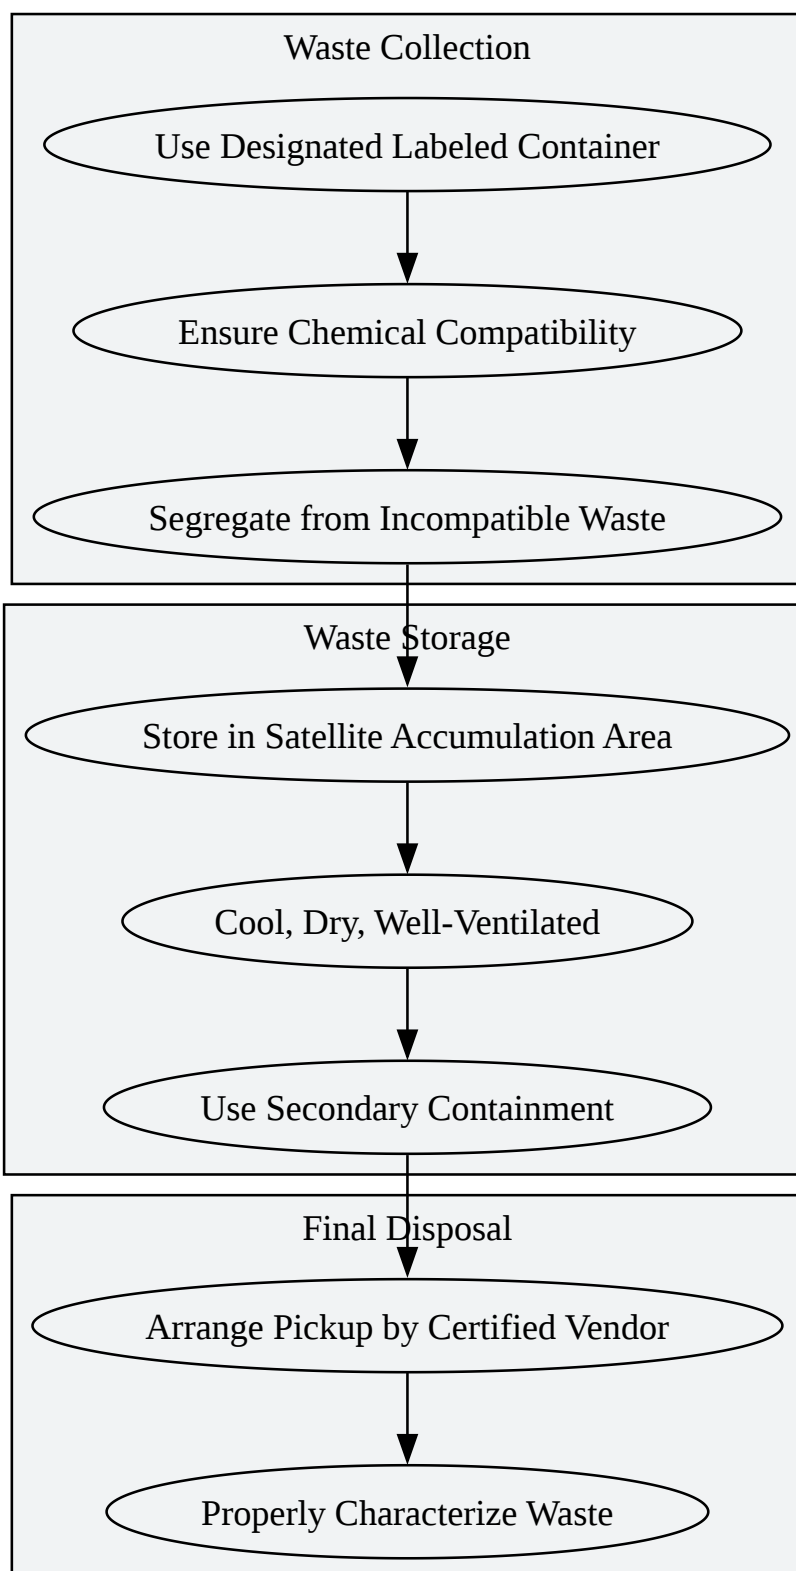 Waste Collection
Use Designated Labeled Container
Ensure Chemical Compatibility
Segregate from Incompatible Waste
Waste Storage
Store in Satellite Accumulation Area
Cool, Dry, Well-Ventilated
Use Secondary Containment
Final Disposal
Arrange Pickup by Certified Vendor
Properly Characterize Waste